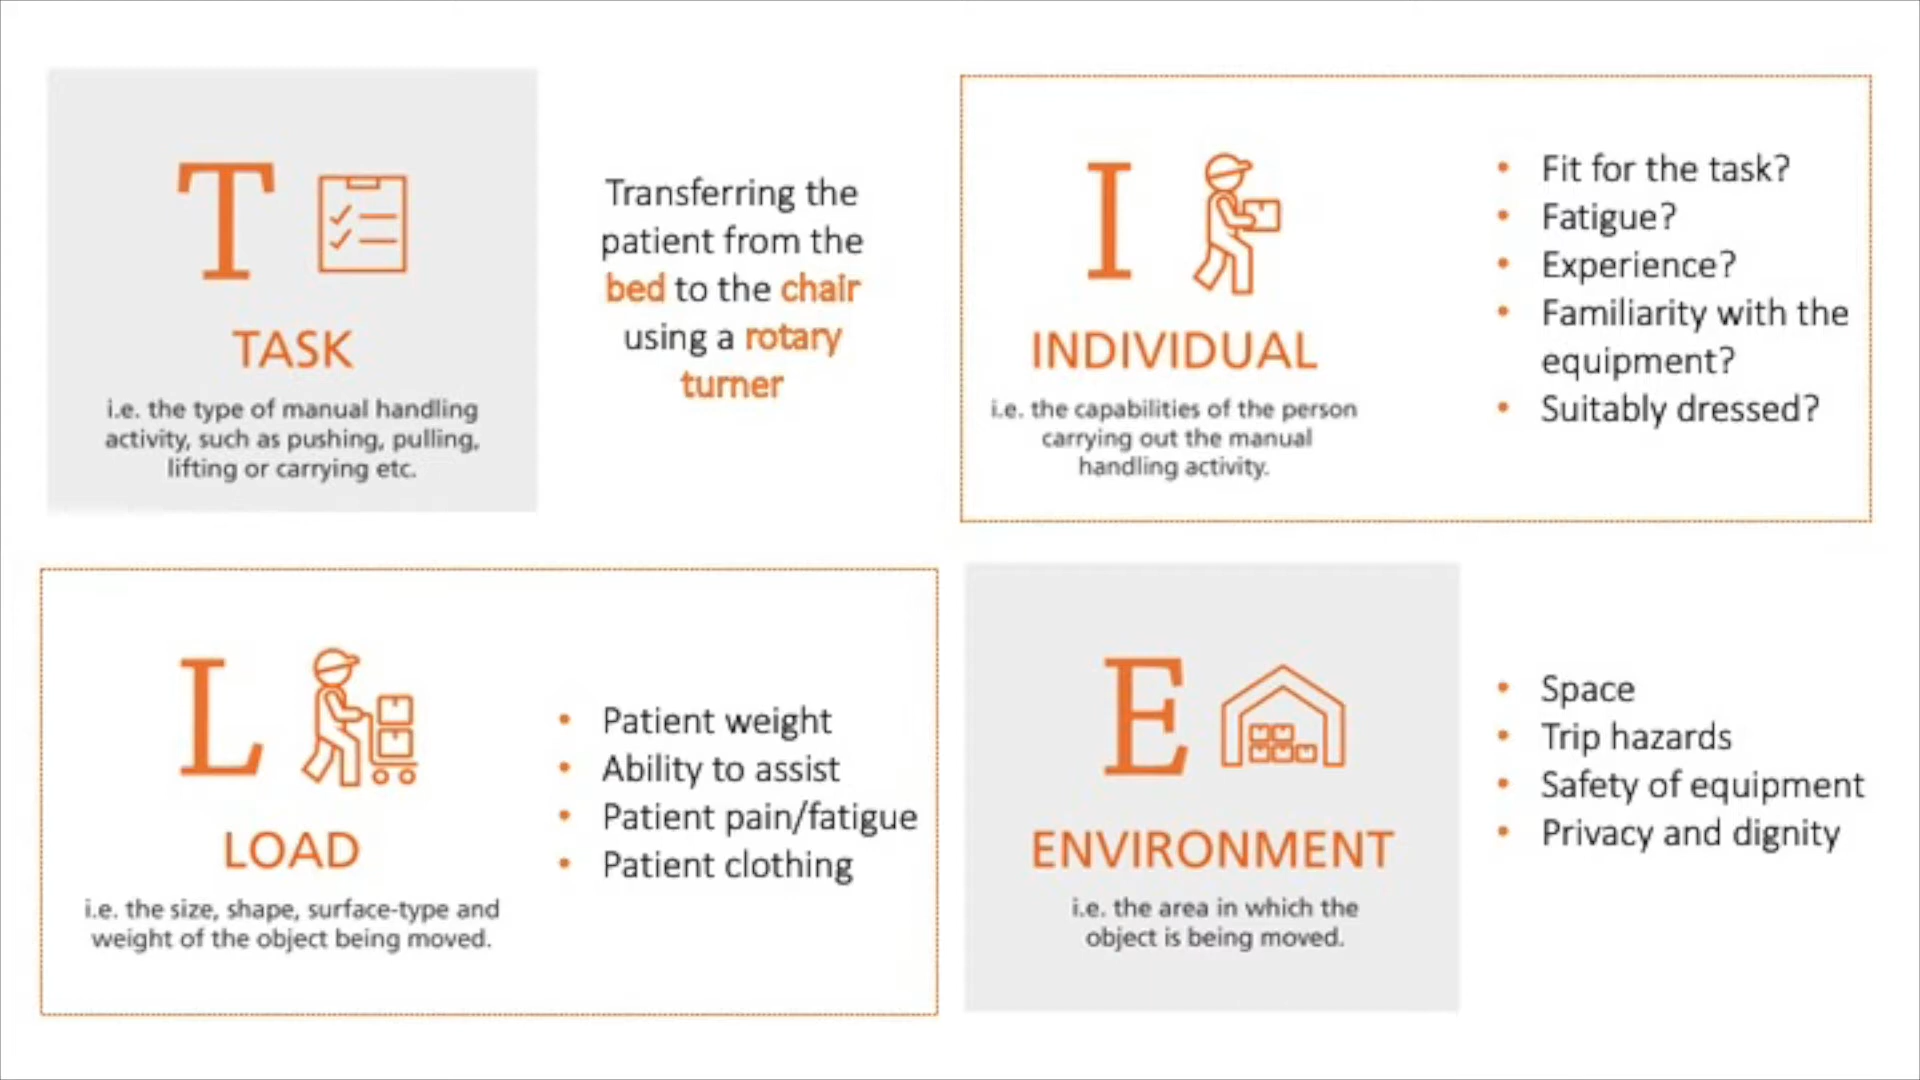 T
TASK
i.e. the type of manual handling
activity, such as pushing, pulling,
lifting or carrying etc.
Transferring the
patient from the
bed to the chair
using a rotary
turner
I
INDIVIDUAL
i.e. the capabilities of the person
carrying out the manual
handling activity.
• Fit for the task?
• Fatigue?
• Experience?
• Familiarity with the
equipment?
• Suitably dressed?
L
LOAD
i.e. the size, shape, surface-type and
weight of the object being moved.
• Patient weight
• Ability to assist
• Patient pain/fatigue
• Patient clothing
E
ENVIRONMENT
i.e. the area in which the
object is being moved.
• Space
• Trip hazards
• Safety of equipment
• Privacy and dignity